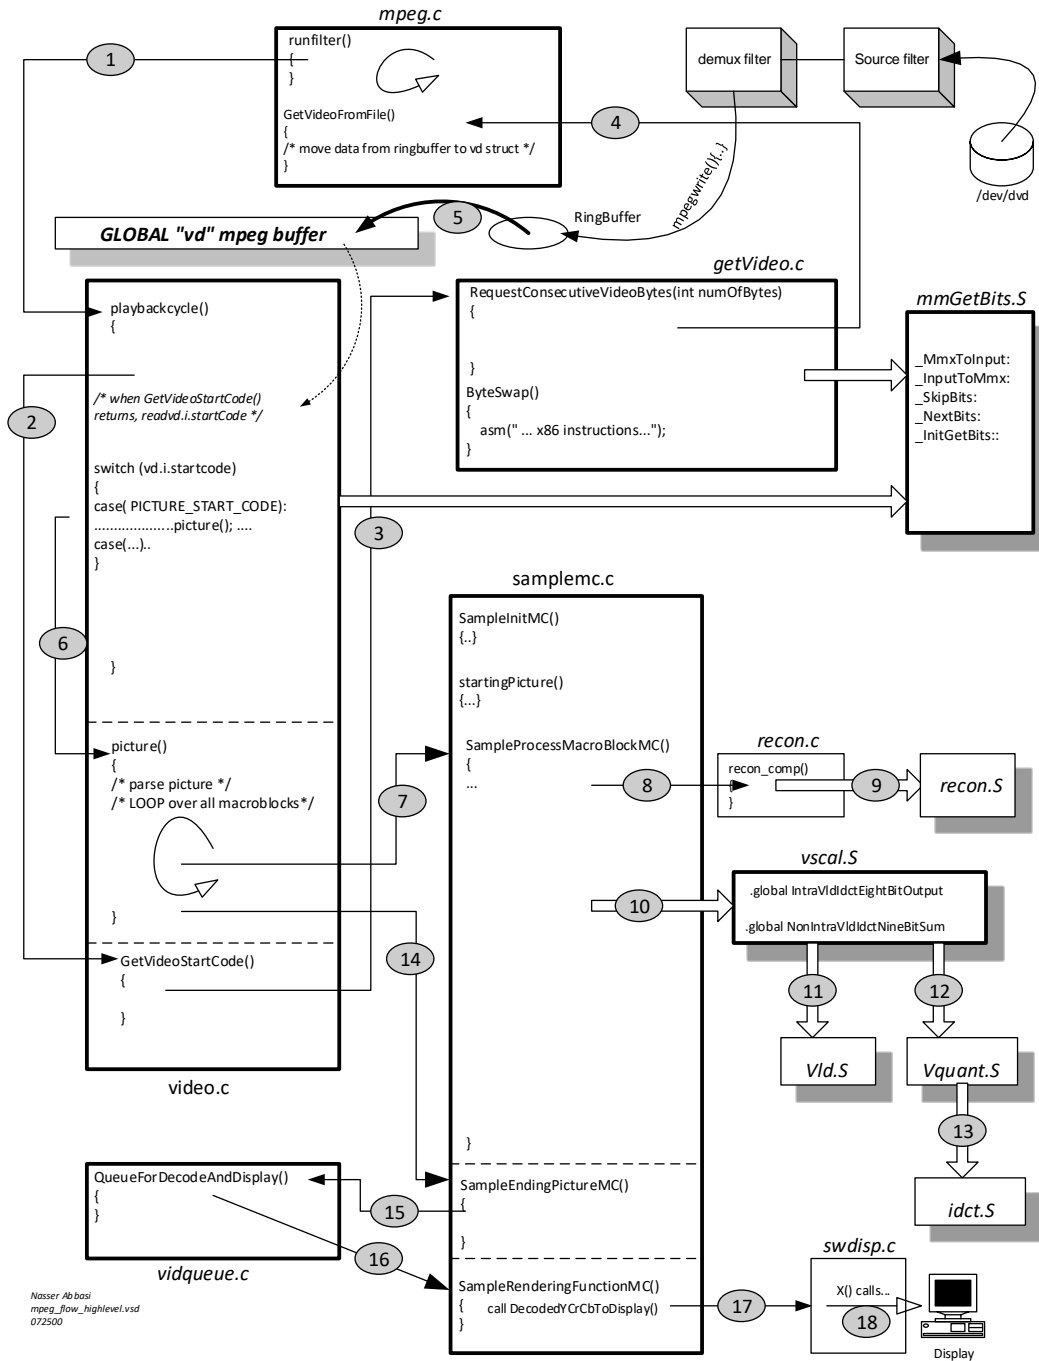 mpeg.c
runfilter()
{
}
GetVideoFromFile()
{
/* move data from ringbuffer to vd struct */
}
1
demux filter
Source filter
/dev/dvd
4
mpegwrite(){..}
5
RingBuffer
GLOBAL "vd" mpeg buffer
getVideo.c
RequestConsecutiveVideoBytes(int numOfBytes)
{
}
ByteSwap()
{
asm(" ... x86 instructions...");
}
mmGetBits.S
_MmxToInput:
_InputToMmx:
_SkipBits:
_NextBits:
_InitGetBits::
playbackcycle()
{
2
/* when GetVideoStartCode()
returns, readvd.i.startCode */
switch (vd.i.startcode)
{
case( PICTURE_START_CODE):
....................picture(); ....
case(...)..
}
3
6
}
picture()
{
/* parse picture */
/* LOOP over all macroblocks*/
7
}
14
GetVideoStartCode()
{
}
video.c
samplemc.c
SampleInitMC()
{..}
startingPicture()
{...}
SampleProcessMacroBlockMC()
{
...
8
recon.c
recon_comp()
{
}
9
recon.S
10
vscal.S
.global IntraVldIdctEightBitOutput
.global NonIntraVldIdctNineBitSum
11
12
Vld.S
Vquant.S
13
idct.S
}
SampleEndingPictureMC()
{
}
15
QueueForDecodeAndDisplay()
{
}
16
vidqueue.c
SampleRenderingFunctionMC()
{ call DecodedYCrCbToDisplay()
}
17
swdisp.c
X() calls...
18
Display
Nasser Abbasi
mpeg_flow_highlevel.vsd
072500